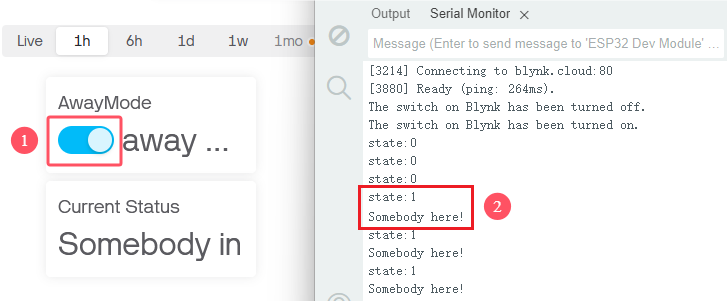 Live 1h 6h 1d 1w 1mo
AwayMode
1 away ...
Current Status
Somebody in
Output Serial Monitor
Message (Enter to send message to 'ESP32 Dev Module' ...
[3214] Connecting to blynk.cloud:80
[3880] Ready (ping: 264ms).
The switch on Blynk has been turned off.
The switch on Blynk has been turned on.
state:0
state:0
state:0
state:1
Somebody here!
2
state:1
Somebody here!
state:1
Somebody here!